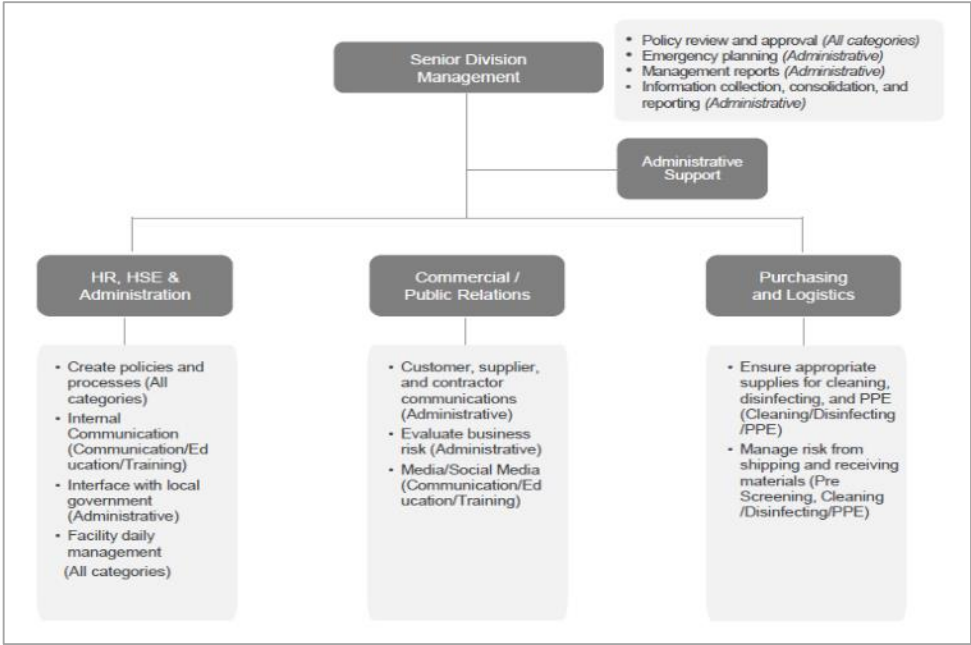 Senior Division
Management
• Policy review and approval (All categories)
• Emergency planning (Administrative)
• Management reports (Administrative)
• Information collection, consolidation, and
reporting (Administrative)
Administrative
Support
HR, HSE &
Administration
• Create policies and
processes (All
categories)
• Internal
Communication
(Communication/Ed
ucation/Training)
• Interface with local
government
(Administrative)
• Facility daily
management
(All categories)
Commercial /
Public Relations
• Customer, supplier,
and contractor
communications
(Administrative)
• Evaluate business
risk (Administrative)
• Media/Social Media
(Communication/Ed
ucation/Training)
Purchasing
and Logistics
• Ensure appropriate
supplies for cleaning,
disinfecting, and PPE
(Cleaning/Disinfecting
/PPE)
• Manage risk from
shipping and receiving
materials (Pre
Screening, Cleaning
/Disinfecting/PPE)